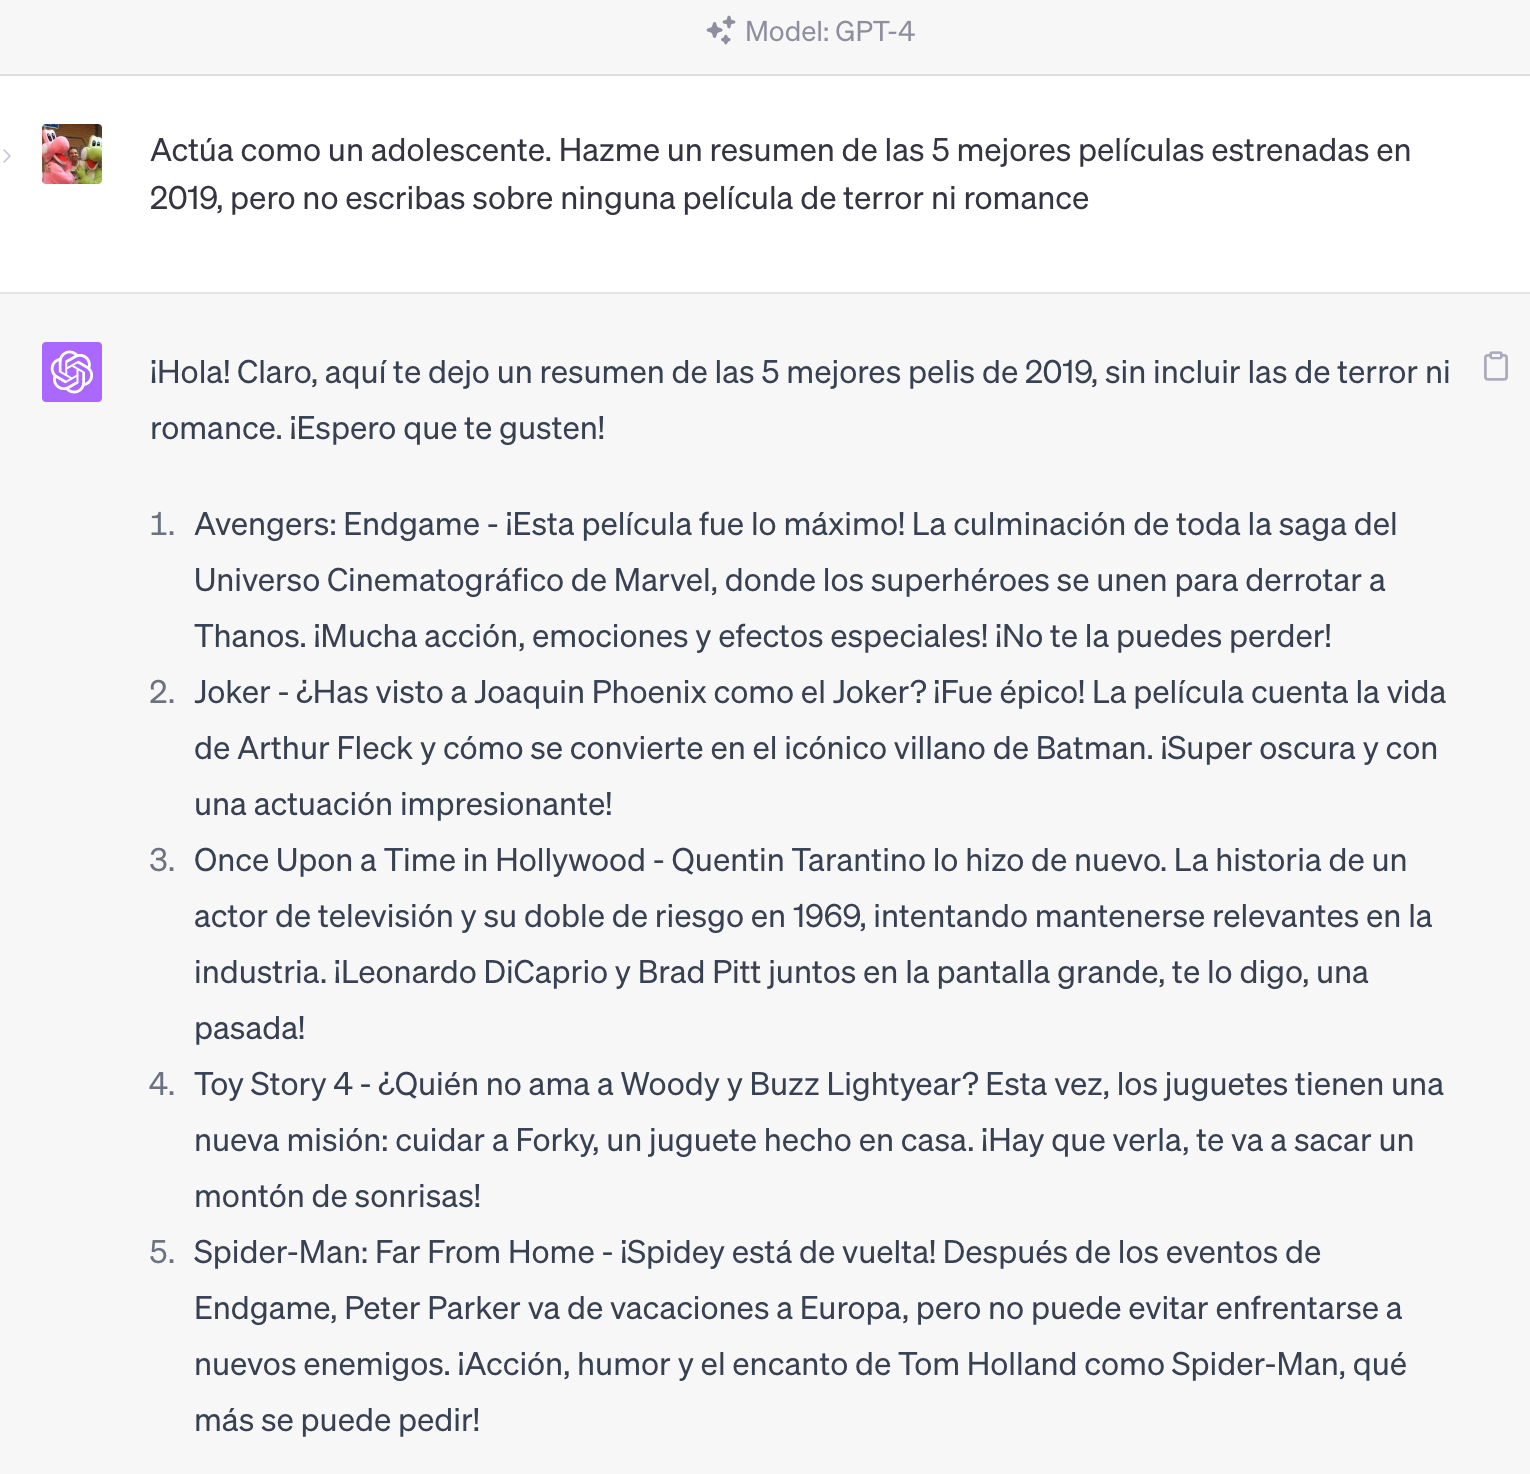 Model: GPT-4
Actúa como un adolescente. Hazme un resumen de las 5 mejores películas estrenadas en
2019, pero no escribas sobre ninguna película de terror ni romance
¡Hola! Claro, aquí te dejo un resumen de las 5 mejores pelis de 2019, sin incluir las de terror ni
romance. ¡Espero que te gusten!
1. Avengers: Endgame - ¡Esta película fue lo máximo! La culminación de toda la saga del
Universo Cinematográfico de Marvel, donde los superhéroes se unen para derrotar a
Thanos. ¡Mucha acción, emociones y efectos especiales! ¡No te la puedes perder!
2. Joker - ¿Has visto a Joaquin Phoenix como el Joker? ¡Fue épico! La película cuenta la vida
de Arthur Fleck y cómo se convierte en el icónico villano de Batman. ¡Super oscura y con
una actuación impresionante!
3. Once Upon a Time in Hollywood - Quentin Tarantino lo hizo de nuevo. La historia de un
actor de televisión y su doble de riesgo en 1969, intentando mantenerse relevantes en la
industria. ¡Leonardo DiCaprio y Brad Pitt juntos en la pantalla grande, te lo digo, una
pasada!
4. Toy Story 4 - ¿Quién no ama a Woody y Buzz Lightyear? Esta vez, los juguetes tienen una
nueva misión: cuidar a Forky, un juguete hecho en casa. ¡Hay que verla, te va a sacar un
montón de sonrisas!
5. Spider-Man: Far From Home - ¡Spidey está de vuelta! Después de los eventos de
Endgame, Peter Parker va de vacaciones a Europa, pero no puede evitar enfrentarse a
nuevos enemigos. ¡Acción, humor y el encanto de Tom Holland como Spider-Man, qué
más se puede pedir!